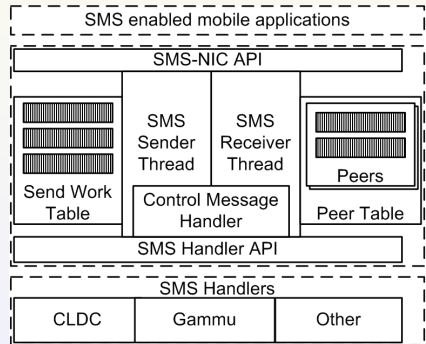 SMS enabled mobile applications
SMS-NIC API
SMS
Sender
Thread
SMS
Receiver
Thread
Send Work
Table
Peers
Peer Table
Control Message
Handler
SMS Handler API
SMS Handlers
CLDC
Gammu
Other